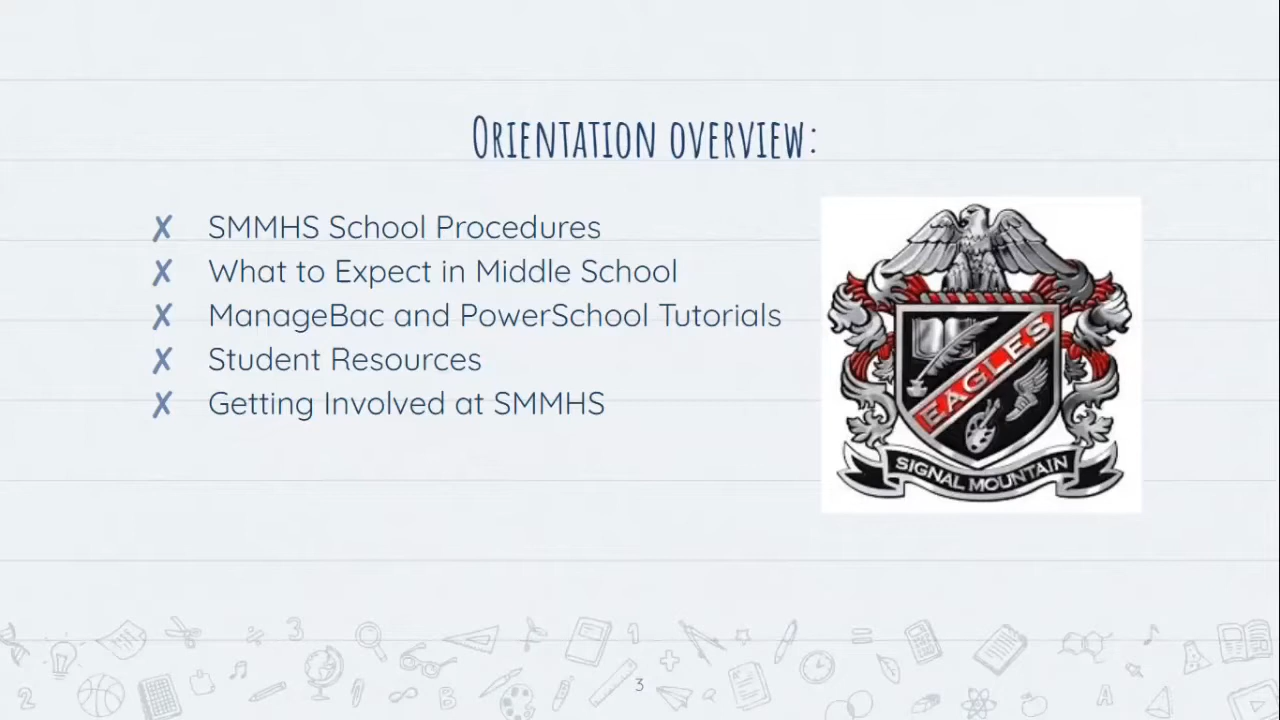 Orientation overview:
✗ SMMHS School Procedures
✗ What to Expect in Middle School
✗ ManageBac and PowerSchool Tutorials
✗ Student Resources
✗ Getting Involved at SMMHS
EAGLES
SIGNAL MOUNTAIN
3